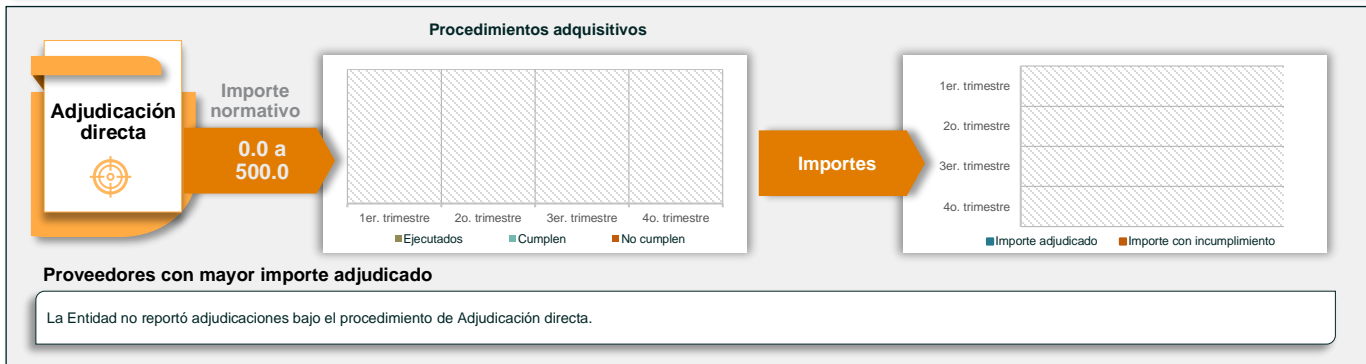 Procedimientos adquisitivos
Adjudicación
directa
Importe
normativo
0.0 a
500.0
1er. trimestre 2o. trimestre 3er. trimestre 4o. trimestre
Ejecutados Cumplen No cumplen
Importes
1er. trimestre
2o. trimestre
3er. trimestre
4o. trimestre
Importe adjudicado Importe con incumplimiento
Proveedores con mayor importe adjudicado
La Entidad no reportó adjudicaciones bajo el procedimiento de Adjudicación directa.